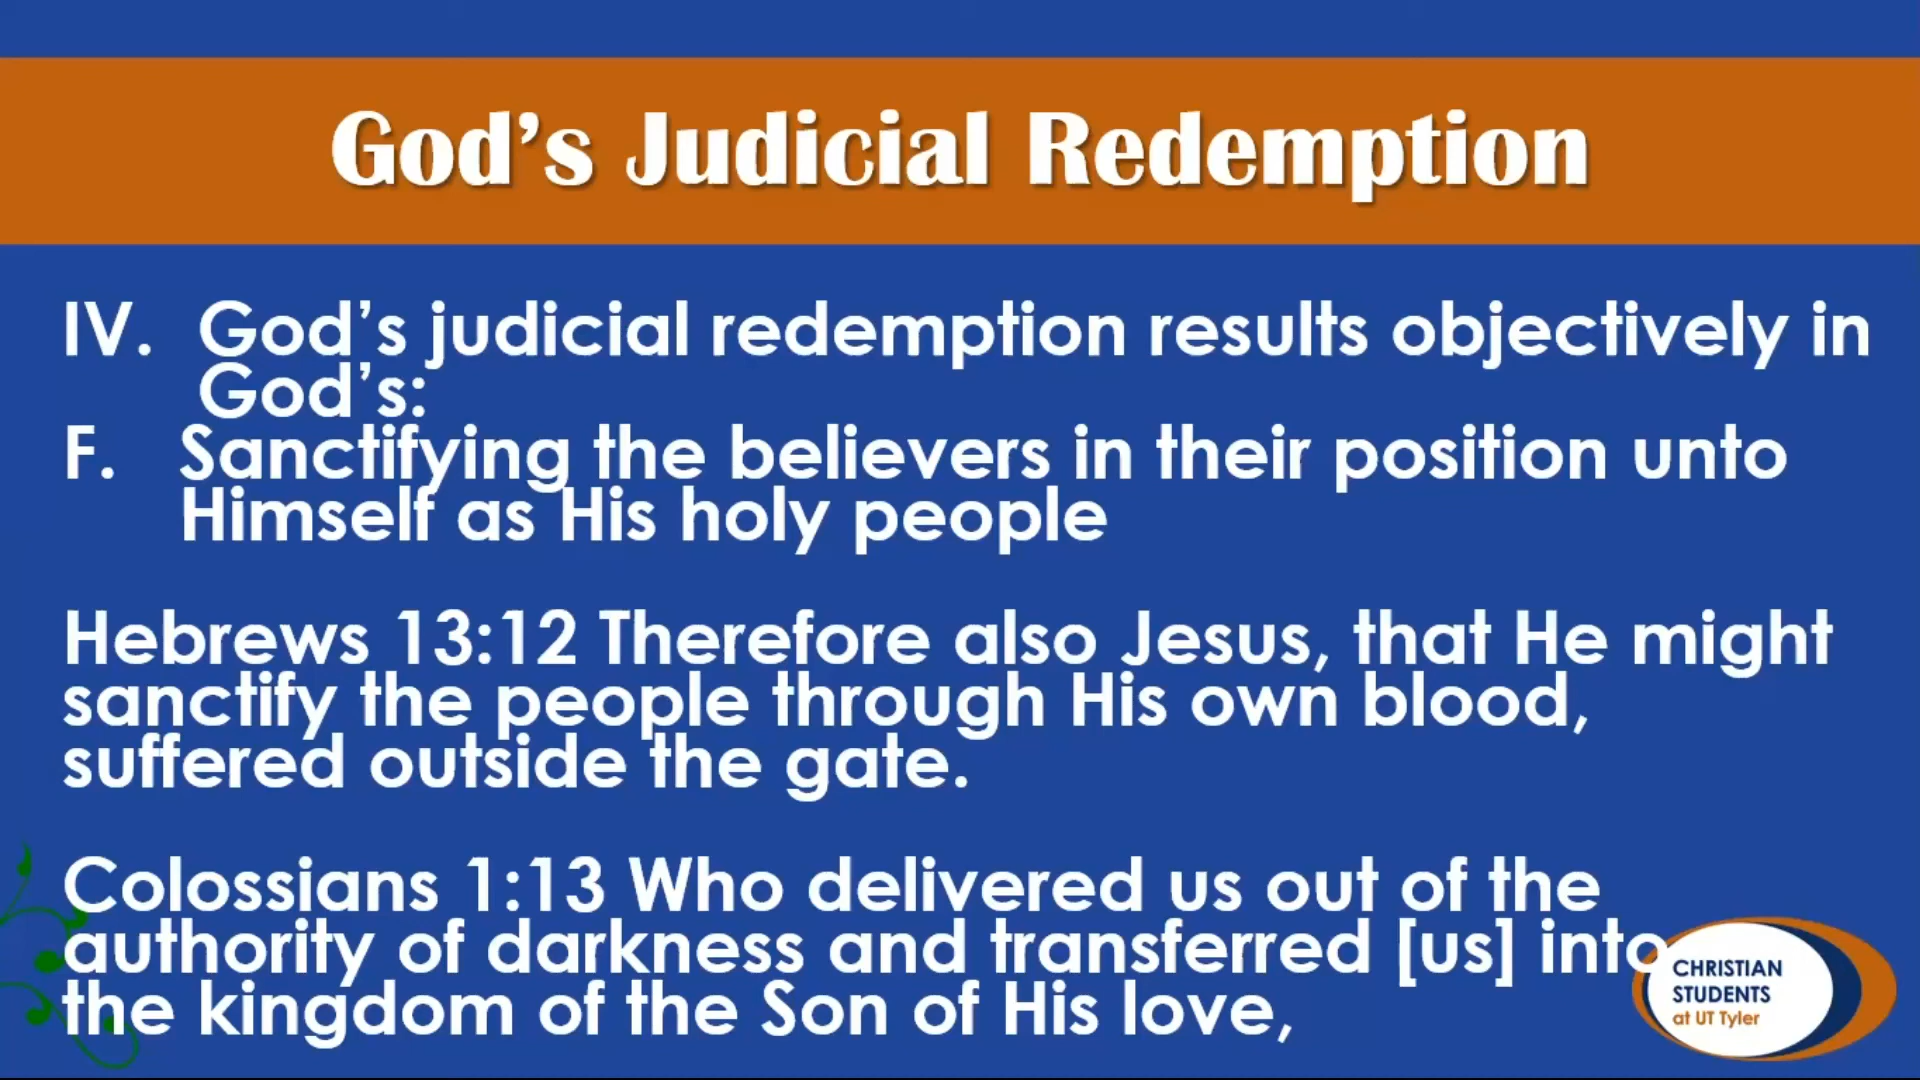 God’s Judicial Redemption
IV. God’s judicial redemption results objectively in
God’s:
F. Sanctifying the believers in their position unto
Himself as His holy people
Hebrews 13:12 Therefore also Jesus, that He might
sanctify the people through His own blood,
suffered outside the gate.
Colossians 1:13 Who delivered us out of the
authority of darkness and transferred [us] into
the kingdom of the Son of His love,
CHRISTIAN
STUDENTS
at UT Tyler